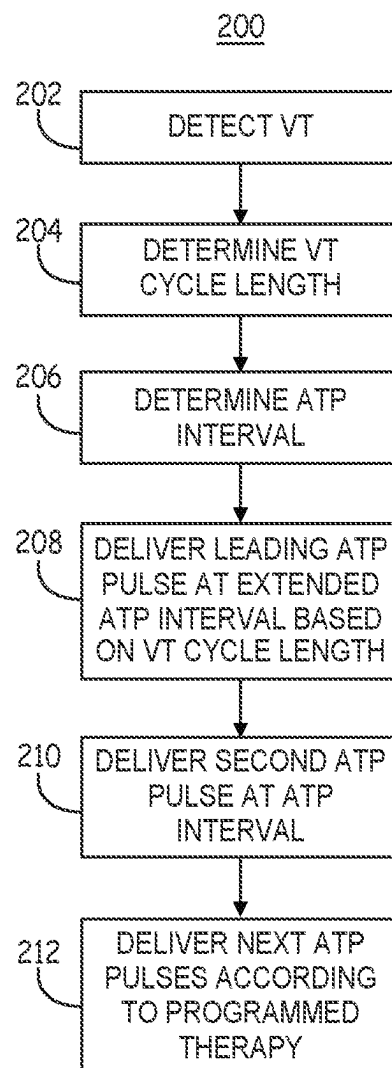 200
202
DETECT VT
204
DETERMINE VT
CYCLE LENGTH
206
DETERMINE ATP
INTERVAL
208
DELIVER LEADING ATP
PULSE AT EXTENDED
ATP INTERVAL BASED
ON VT CYCLE LENGTH
210
DELIVER SECOND ATP
PULSE AT ATP
INTERVAL
212
DELIVER NEXT ATP
PULSES ACCORDING
TO PROGRAMMED
THERAPY